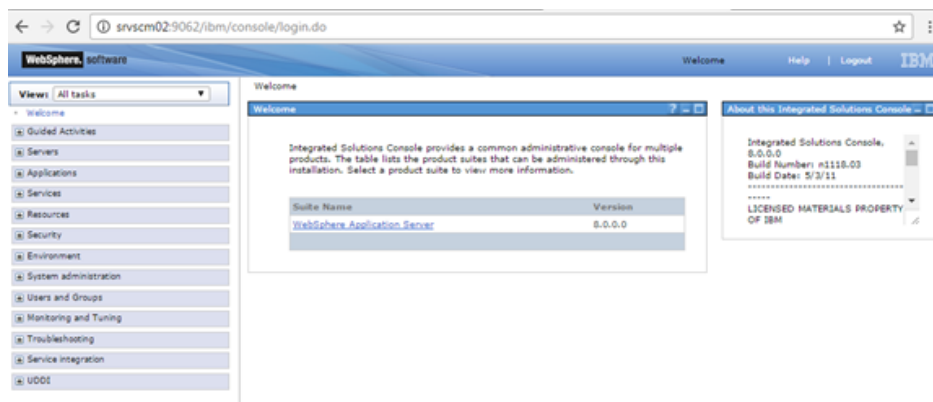 srvscm02:9062/ibm/console/login.do
WebSphere. software
Welcome Help | Logout IBM
View: All tasks
Welcome
Guided Activities
Servers
Applications
Services
Resources
Security
Environment
System administration
Users and Groups
Monitoring and Tuning
Troubleshooting
Service integration
UDDI
Welcome
Welcome ?
Integrated Solutions Console provides a common administrative console for multiple
products. The table lists the product suites that can be administered through this
installation. Select a product suite to view more information.
Suite Name Version
WebSphere Application Server 8.0.0.0
About this Integrated Solutions Console
Integrated Solutions Console,
8.0.0.0
Build Number: n1118.03
Build Date: 5/3/11
***********************************
*****
LICENSED MATERIALS PROPERTY
OF IBM